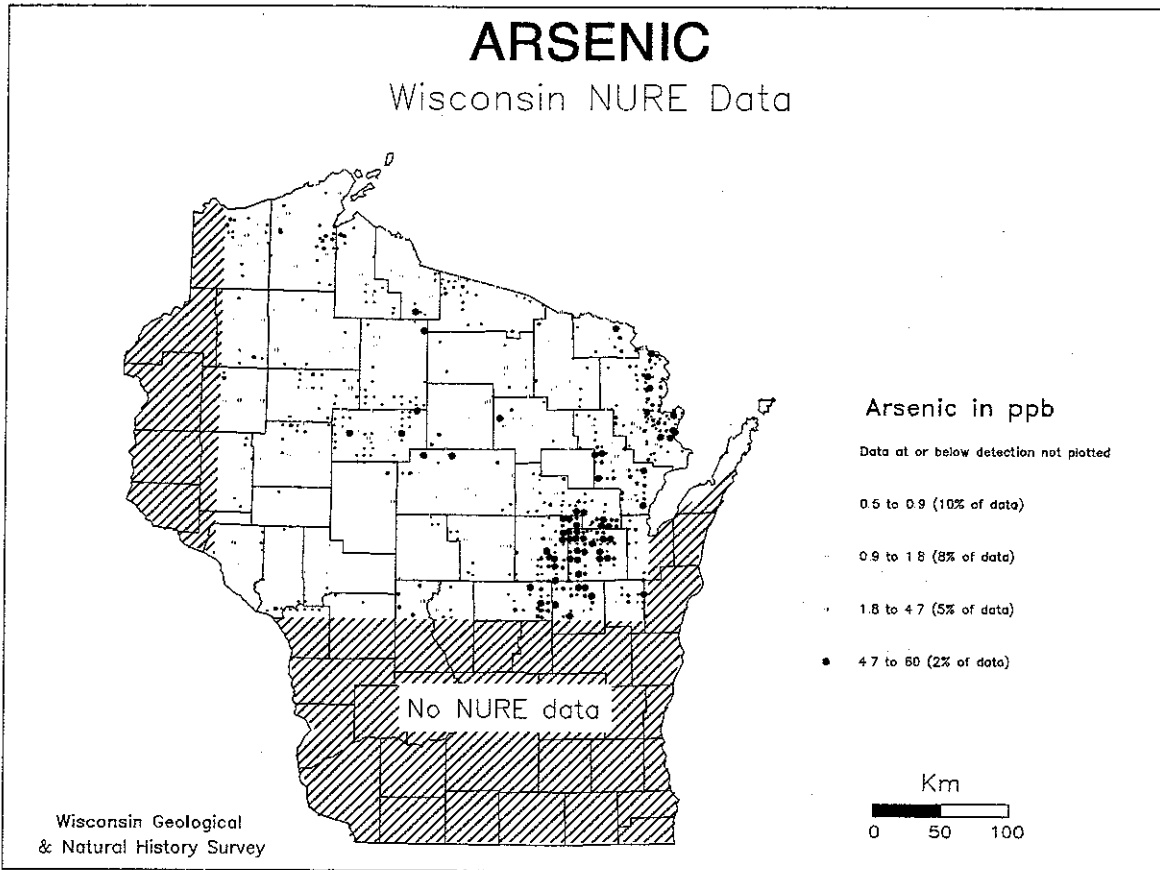 ARSENIC
Wisconsin NURE Data
Arsenic in ppb
Data at or below detection not plotted
0.5 to 0.9 (10% of data)
0.9 to 1.8 (8% of data)
1.8 to 4.7 (5% of data)
4.7 to 60 (2% of data)
No NURE data
Km
0 50 100
Wisconsin Geological
& Natural History Survey